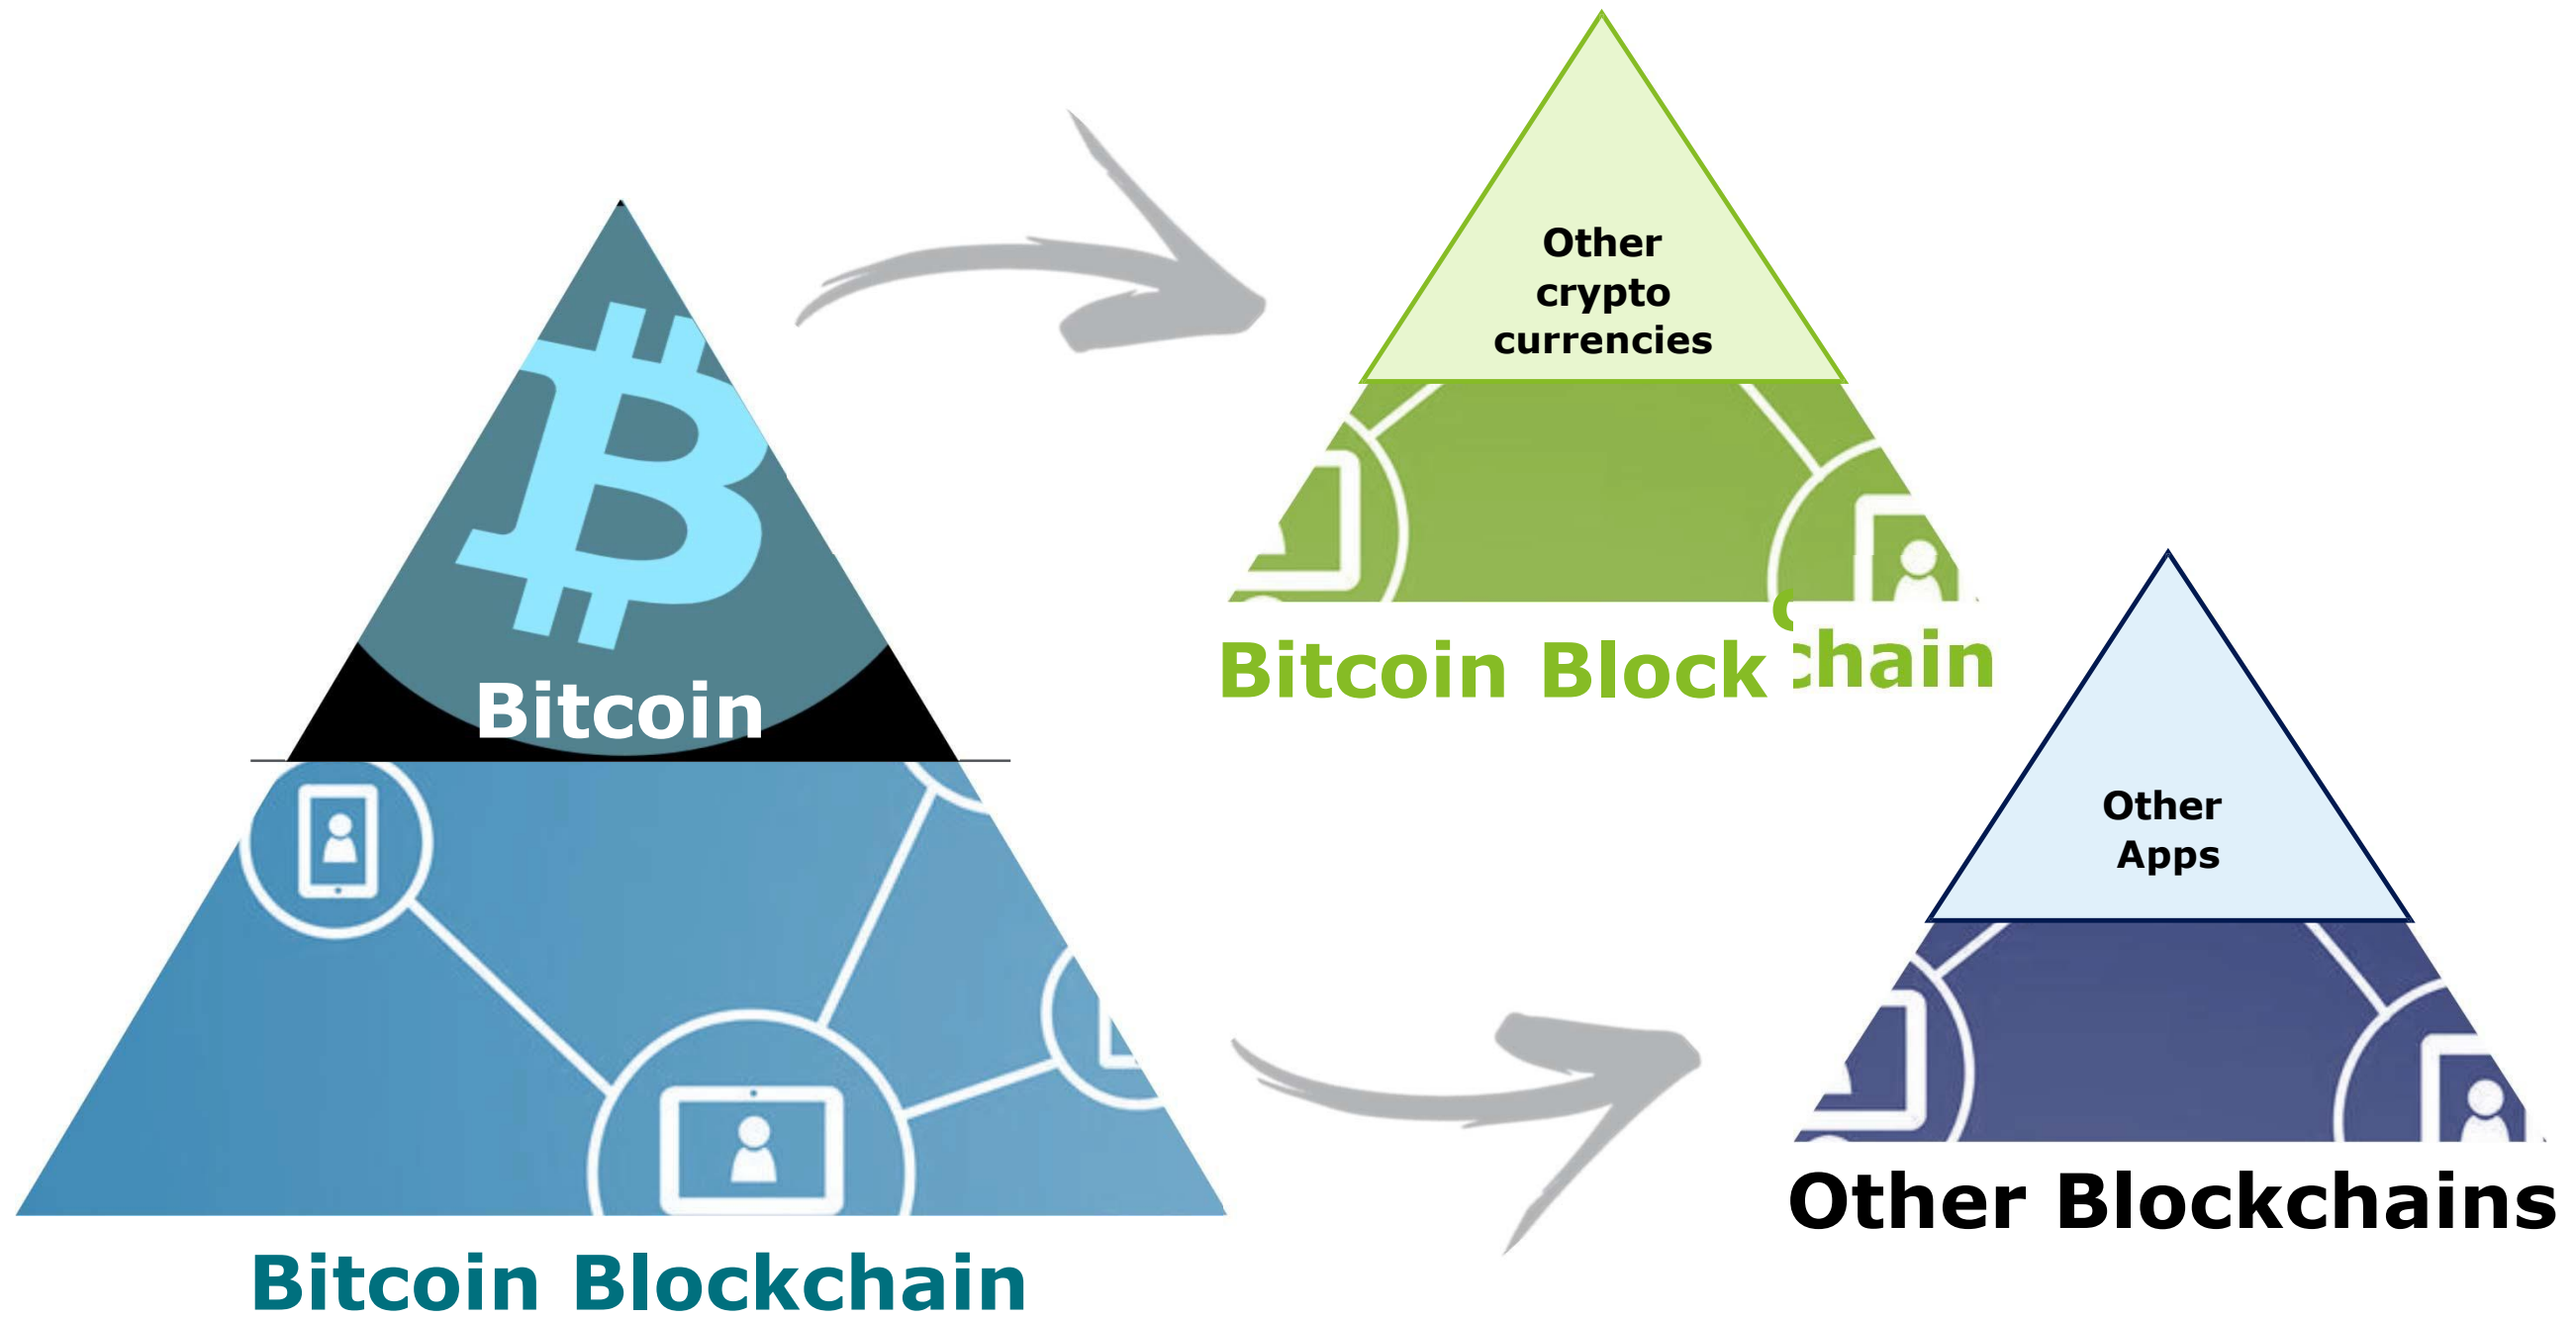 Bitcoin
Bitcoin Blockchain
Other
crypto
currencies
Bitcoin Block chain
Other
Apps
Other Blockchains